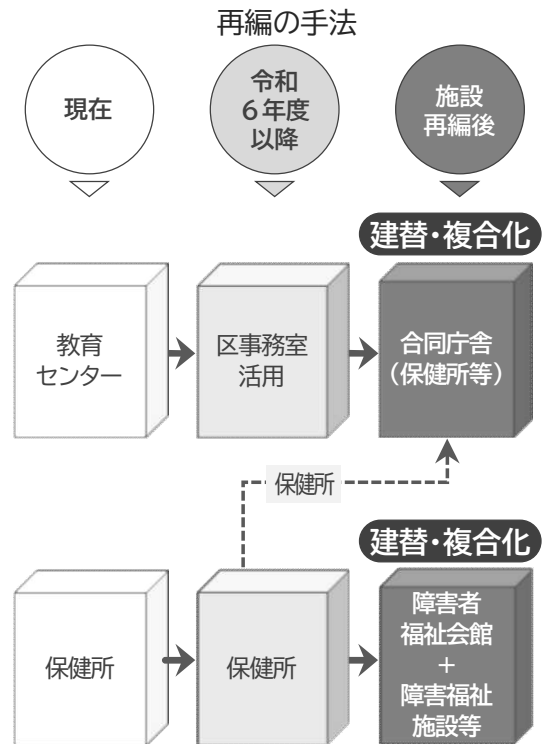 再編の手法
現在
令和
6年度
以降
施設
再編後
建替・複合化
教育
センター
区事務室
活用
合同庁舎
（保健所等）
保健所
建替・複合化
保健所
保健所
障害者
福祉会館
+
障害福祉
施設等